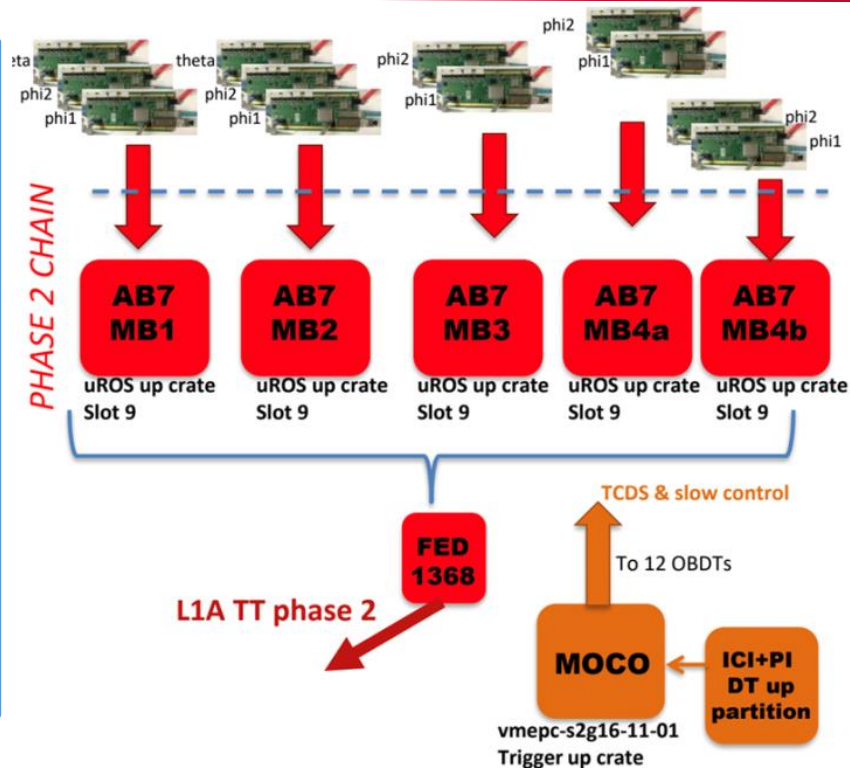 phi2
phi1
eta
phi2
phi1
theta
phi2
phi1
phi2
phi1
phi2
phi1
PHASE 2 CHAIN
AB7
MB1
AB7
MB2
AB7
MB3
AB7
MB4a
AB7
MB4b
uROS up crate
Slot 9
uROS up crate
Slot 9
uROS up crate
Slot 9
uROS up crate
Slot 9
uROS up crate
Slot 9
TCDS & slow control
FED
1368
To 12 OBDTs
L1A TT phase 2
MOCO
ICI+PI
DT up
partition
vmepc-s2g16-11-01
Trigger up crate